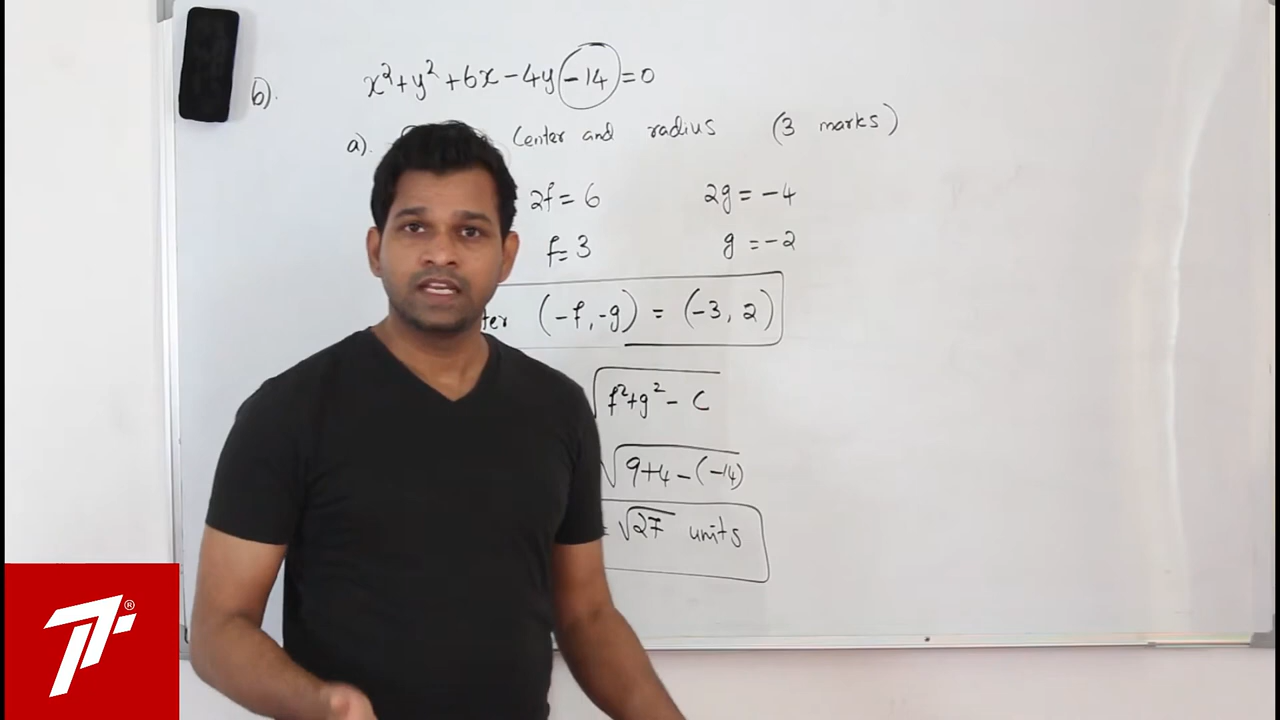 b). x²+y²+6x-4y-14=0
a). Center and radius (3 marks)
2f=6 2g=-4
f=3 g=-2
(-f,-g) = (-3, 2)
√f²+g²-c
√9+4-(-14)
= √27 units